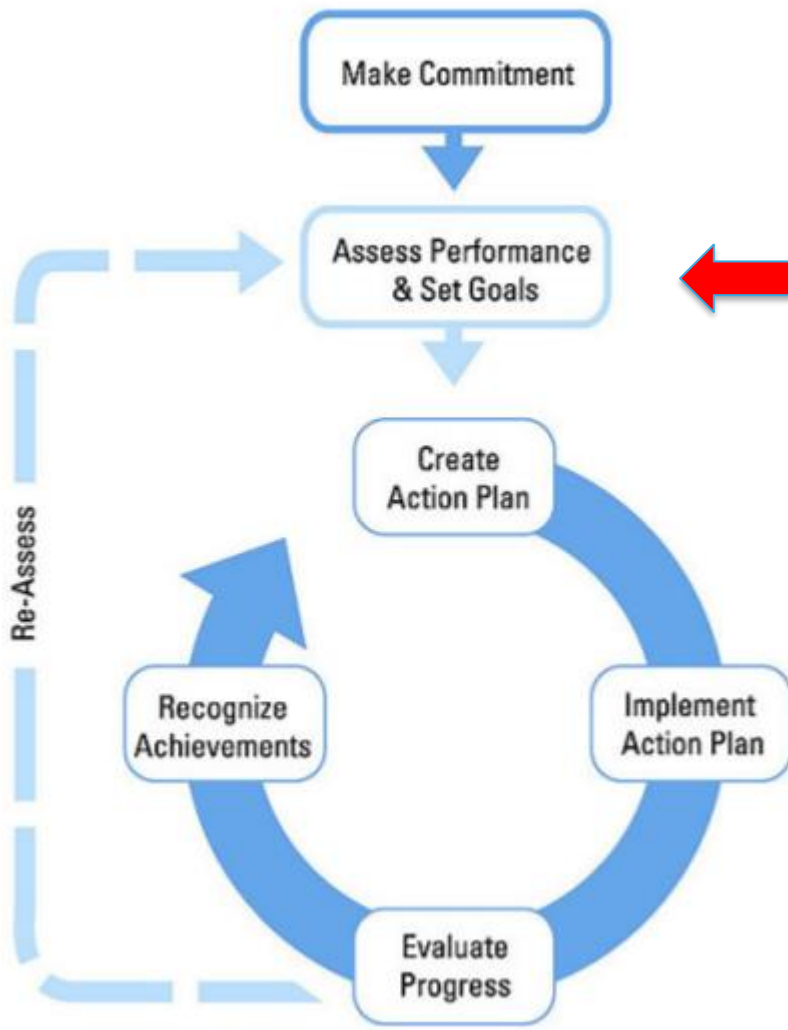 Make Commitment
Assess Performance
& Set Goals
Create
Action Plan
Re-Assess
Recognize
Achievements
Implement
Action Plan
Evaluate
Progress